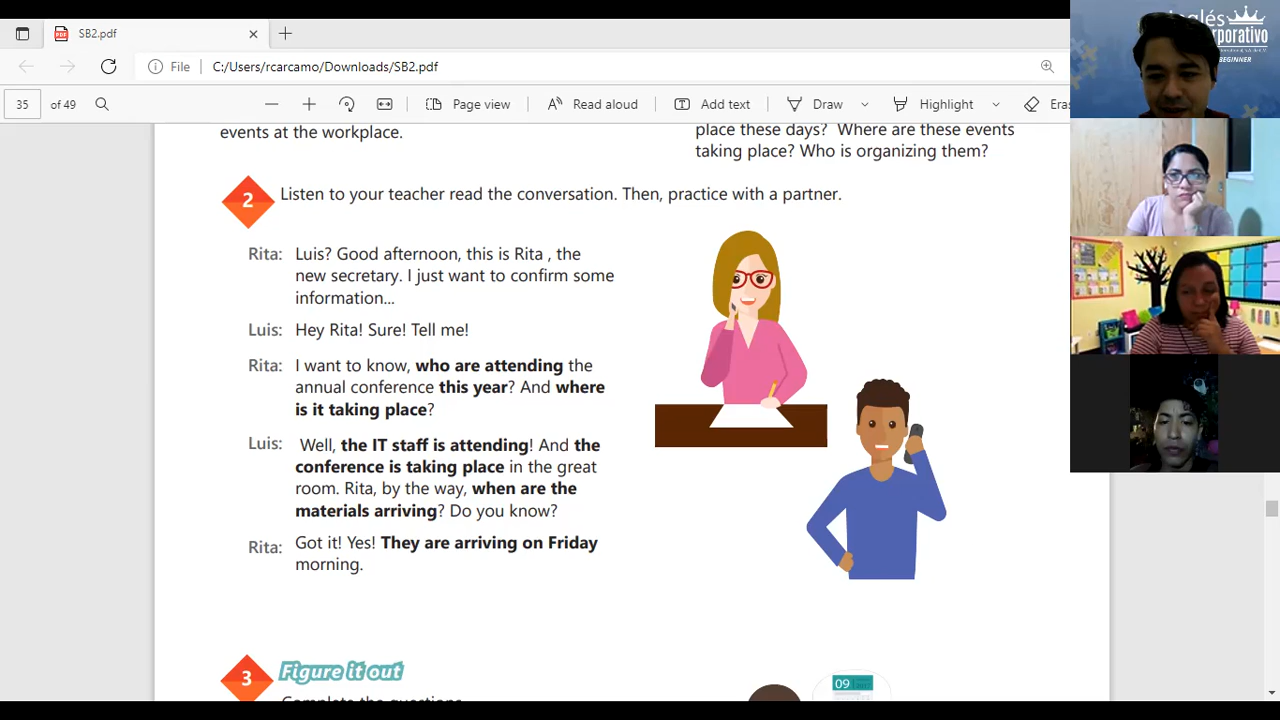 SB2.pdf
File
C:/Users/rcarcamo/Downloads/SB2.pdf
35 of 49
Page view
Read aloud
Add text
Draw
Highlight
Eras
inglés
rporativo
BEGINNER
events at the workplace.
place these days? Where are these events
taking place? Who is organizing them?
2
Listen to your teacher read the conversation. Then, practice with a partner.
Rita: Luis? Good afternoon, this is Rita , the
new secretary. I just want to confirm some
information...
Luis: Hey Rita! Sure! Tell me!
Rita: I want to know, who are attending the
annual conference this year? And where
is it taking place?
Luis: Well, the IT staff is attending! And the
conference is taking place in the great
room. Rita, by the way, when are the
materials arriving? Do you know?
Rita: Got it! Yes! They are arriving on Friday
morning.
3
Figure it out
Complete the questions
09